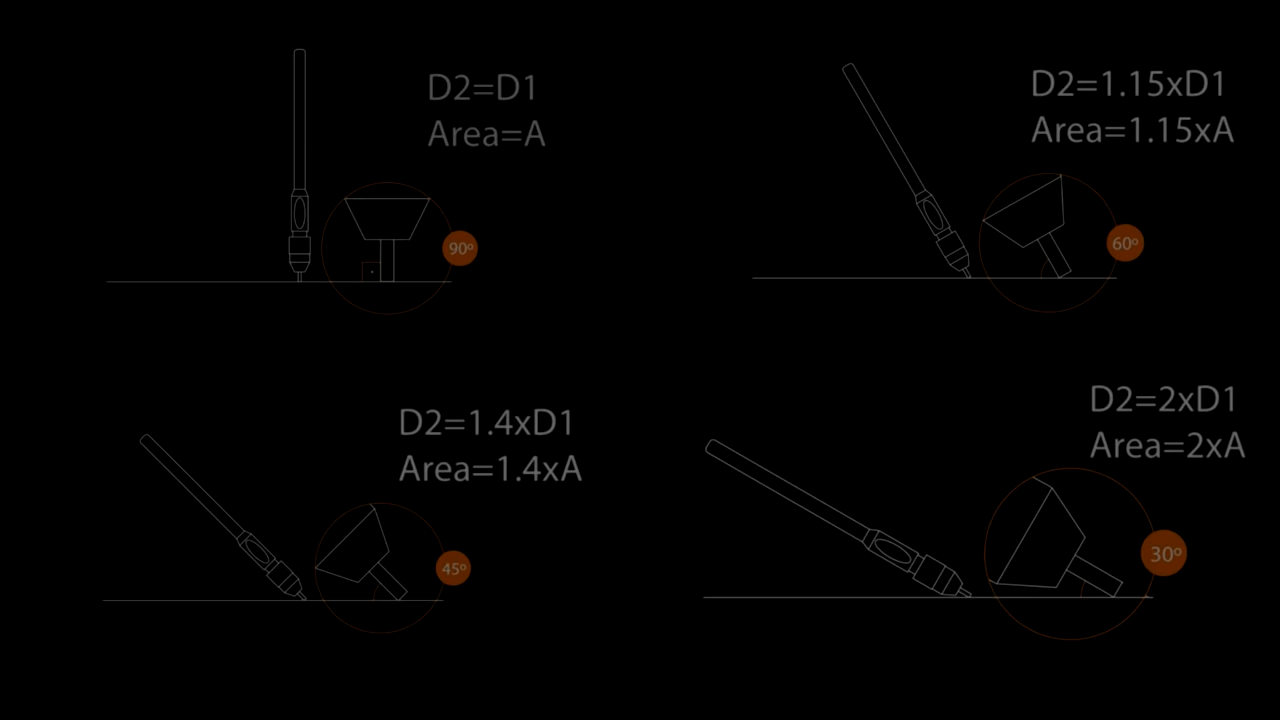 D2=D1
Area=A
90º
D2=1.15xD1
Area=1.15xA
60º
D2=1.4xD1
Area=1.4xA
45º
D2=2xD1
Area=2xA
30º